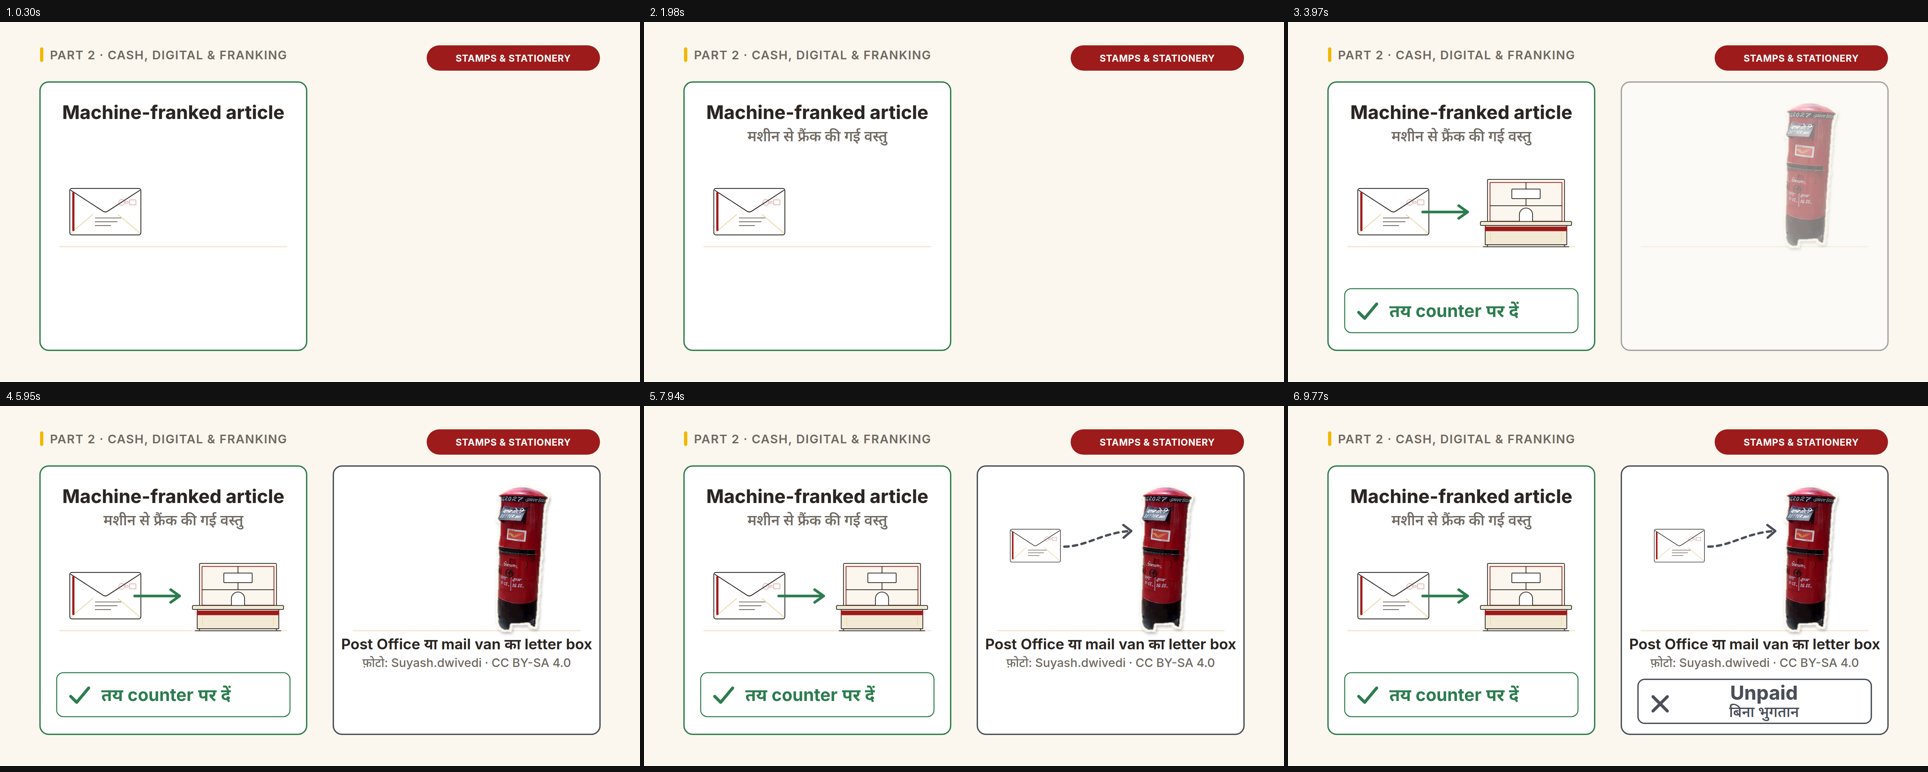 1. 0.30s
PART 2 · CASH, DIGITAL & FRANKING
STAMPS & STATIONERY
Machine-franked article
2. 1.98s
PART 2 · CASH, DIGITAL & FRANKING
STAMPS & STATIONERY
Machine-franked article
मशीन से फ्रैंक की गई वस्तु
3. 3.97s
PART 2 · CASH, DIGITAL & FRANKING
STAMPS & STATIONERY
Machine-franked article
मशीन से फ्रैंक की गई वस्तु
तय counter पर दें
4. 5.95s
PART 2 · CASH, DIGITAL & FRANKING
STAMPS & STATIONERY
Machine-franked article
मशीन से फ्रैंक की गई वस्तु
तय counter पर दें
Post Office या mail van का letter box
फ़ोटो: Suyash.dwivedi · CC BY-SA 4.0
5. 7.94s
PART 2 · CASH, DIGITAL & FRANKING
STAMPS & STATIONERY
Machine-franked article
मशीन से फ्रैंक की गई वस्तु
तय counter पर दें
Post Office या mail van का letter box
फ़ोटो: Suyash.dwivedi · CC BY-SA 4.0
6. 9.77s
PART 2 · CASH, DIGITAL & FRANKING
STAMPS & STATIONERY
Machine-franked article
मशीन से फ्रैंक की गई वस्तु
तय counter पर दें
Post Office या mail van का letter box
फ़ोटो: Suyash.dwivedi · CC BY-SA 4.0
Unpaid
बिना भुगतान